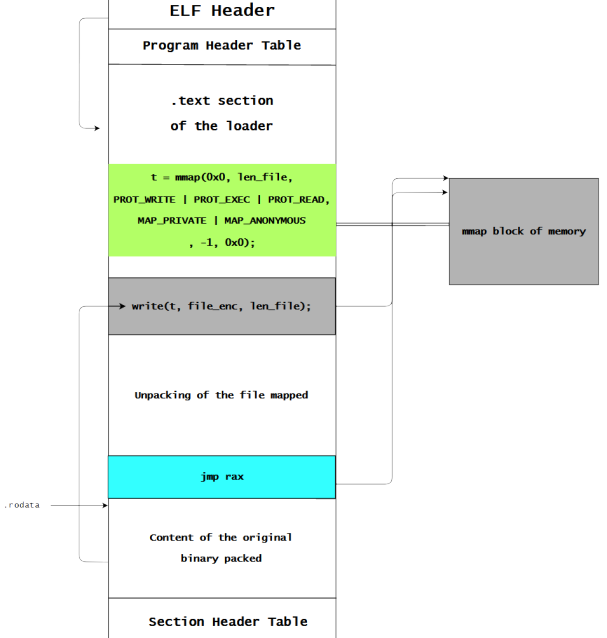 ELF Header
Program Header Table
.text section
of the loader
t = mmap(0x0, len_file,
PROT_WRITE | PROT_EXEC | PROT_READ,
MAP_PRIVATE | MAP_ANONYMOUS
, -1, 0x0);
mmap block of memory
write(t, file_enc, len_file);
Unpacking of the file mapped
jmp rax
.rodata
Content of the original
binary packed
Section Header Table